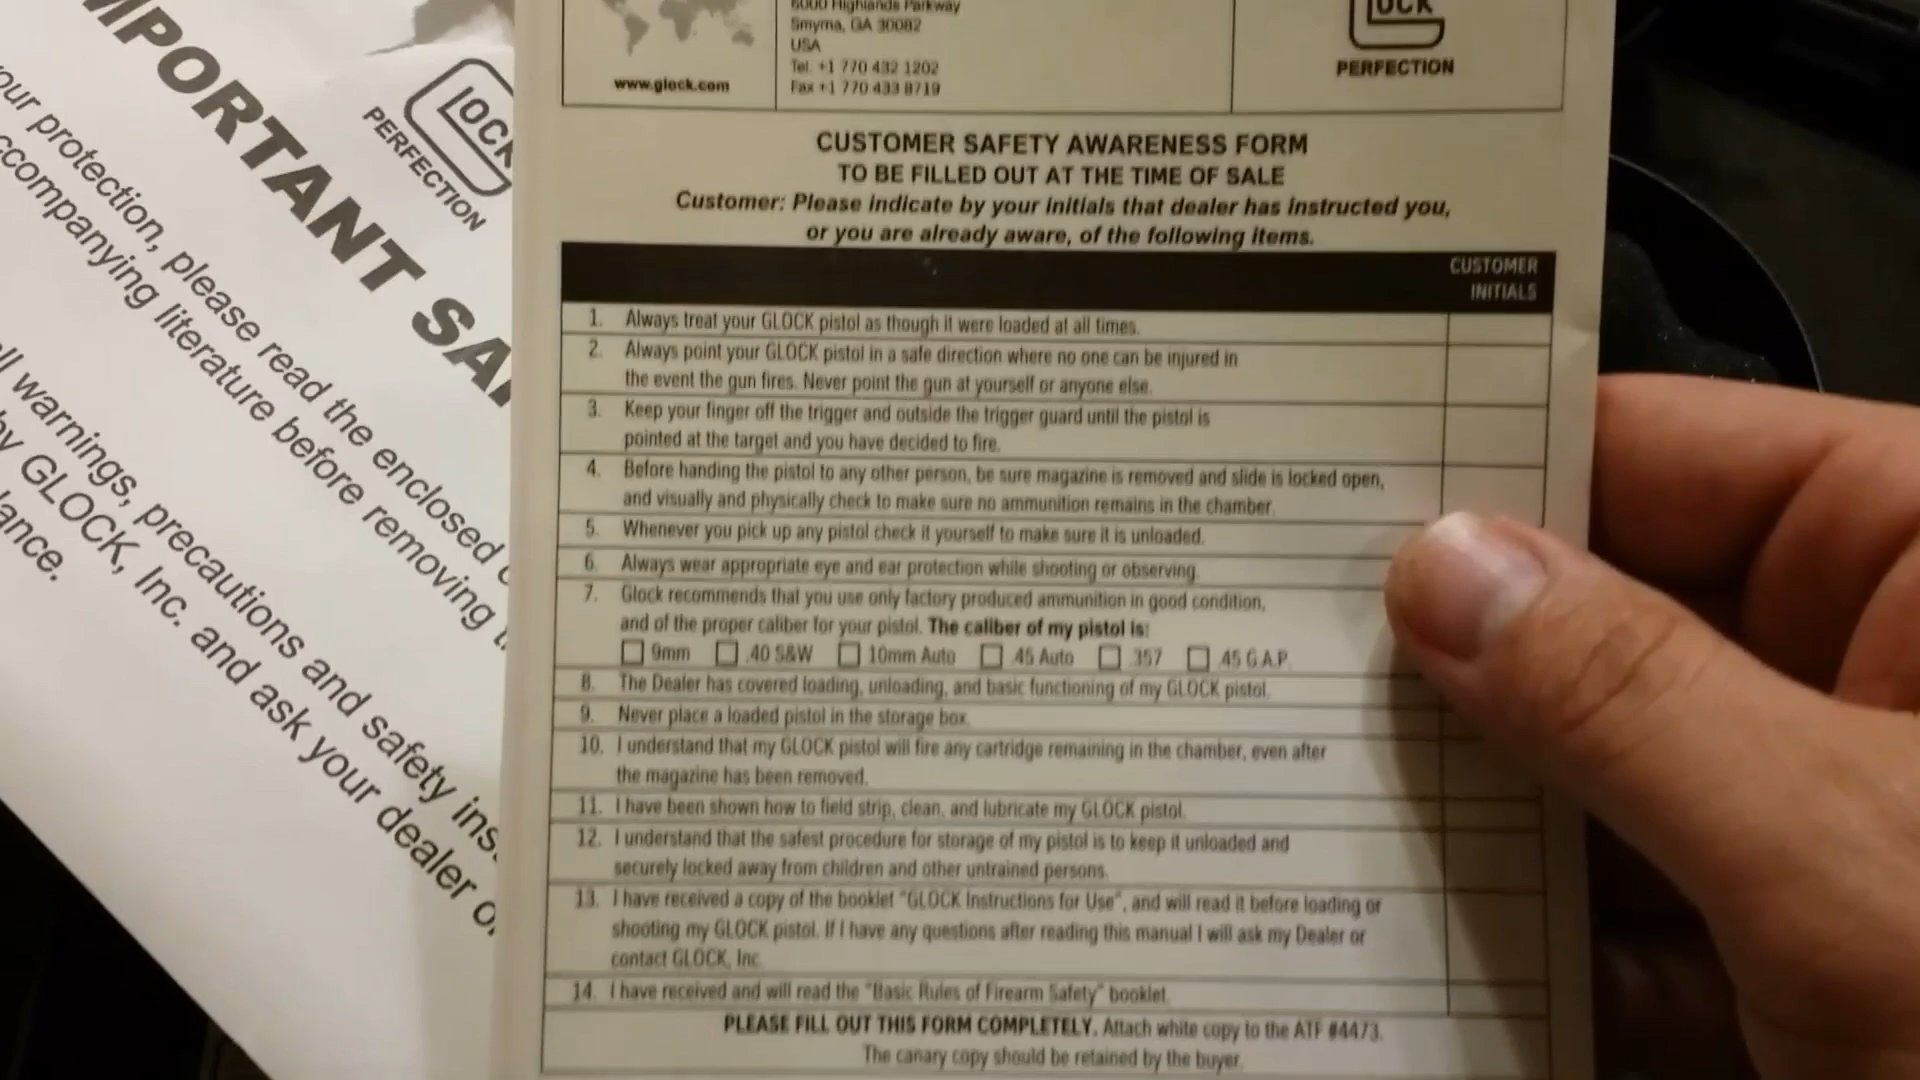 IMPORTANT SA
our protection, please read the enclosed
ccompanying literature before removing
ll warnings, precautions and safety ins
by GLOCK, Inc. and ask your dealer o
ance.
LOCK
PERFECTION
6000 Highlands Parkway
Smyrna, GA 30082
USA
Tel. +1 770 432 1202
Fax +1 770 433 8719
www.glock.com
LOCK
PERFECTION
CUSTOMER SAFETY AWARENESS FORM
TO BE FILLED OUT AT THE TIME OF SALE
Customer: Please indicate by your initials that dealer has instructed you,
or you are already aware, of the following items.
CUSTOMER
INITIALS
1. Always treat your GLOCK pistol as though it were loaded at all times.
2. Always point your GLOCK pistol in a safe direction where no one can be injured in
the event the gun fires. Never point the gun at yourself or anyone else.
3. Keep your finger off the trigger and outside the trigger guard until the pistol is
pointed at the target and you have decided to fire.
4. Before handing the pistol to any other person, be sure magazine is removed and slide is locked open,
and visually and physically check to make sure no ammunition remains in the chamber.
5. Whenever you pick up any pistol check it yourself to make sure it is unloaded.
6. Always wear appropriate eye and ear protection while shooting or observing.
7. Glock recommends that you use only factory produced ammunition in good condition,
and of the proper caliber for your pistol. The caliber of my pistol is:
9mm .40 S&W 10mm Auto .45 Auto .357 .45 G.A.P.
8. The Dealer has covered loading, unloading, and basic functioning of my GLOCK pistol.
9. Never place a loaded pistol in the storage box.
10. I understand that my GLOCK pistol will fire any cartridge remaining in the chamber, even after
the magazine has been removed.
11. I have been shown how to field strip, clean, and lubricate my GLOCK pistol.
12. I understand that the safest procedure for storage of my pistol is to keep it unloaded and
securely locked away from children and other untrained persons.
13. I have received a copy of the booklet "GLOCK Instructions for Use", and will read it before loading or
shooting my GLOCK pistol. If I have any questions after reading this manual I will ask my Dealer or
contact GLOCK, Inc.
14. I have received and will read the "Basic Rules of Firearm Safety" booklet.
PLEASE FILL OUT THIS FORM COMPLETELY. Attach white copy to the ATF #4473.
The canary copy should be retained by the buyer.